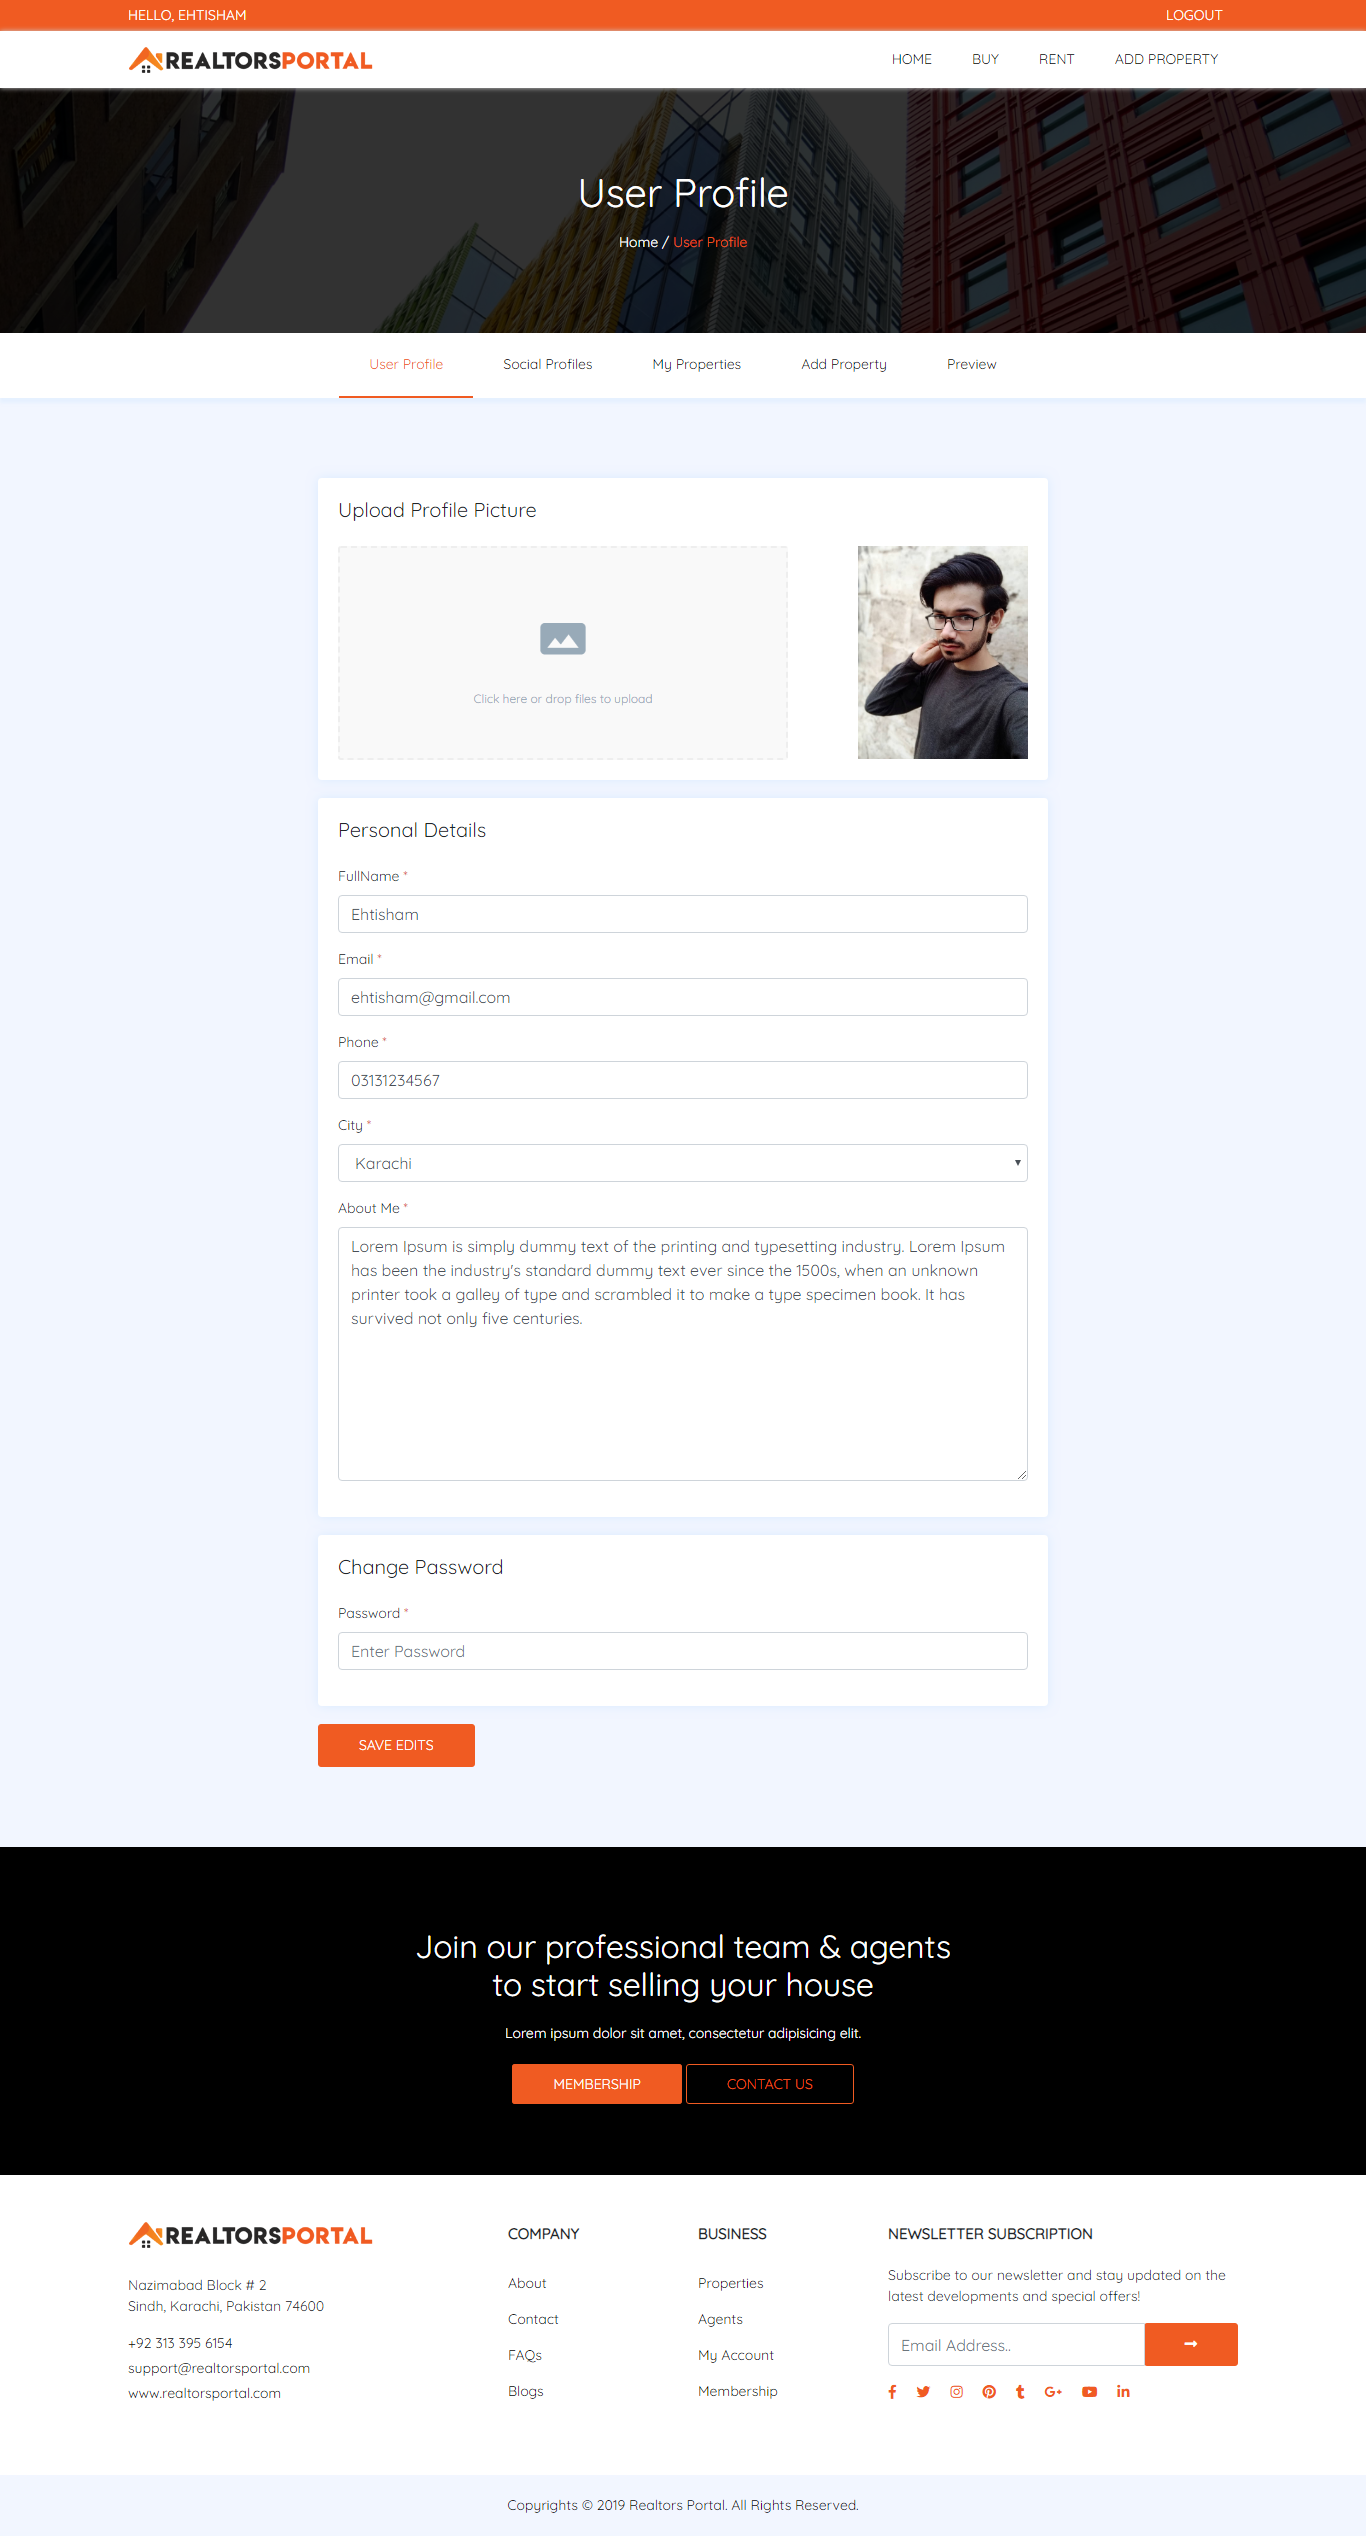 HELLO, EHTISHAM
LOGOUT
REALTORSPORTAL
HOME BUY RENT ADD PROPERTY
User Profile
Home / User Profile
User Profile Social Profiles My Properties Add Property Preview
Upload Profile Picture
Click here or drop files to upload
Personal Details
FullName *
Ehtisham
Email *
ehtisham@gmail.com
Phone *
03131234567
City *
Karachi
About Me *
Lorem Ipsum is simply dummy text of the printing and typesetting industry. Lorem Ipsum
has been the industry's standard dummy text ever since the 1500s, when an unknown
printer took a galley of type and scrambled it to make a type specimen book. It has
survived not only five centuries.
Change Password
Password *
Enter Password
SAVE EDITS
Join our professional team & agents
to start selling your house
Lorem ipsum dolor sit amet, consectetur adipisicing elit.
MEMBERSHIP
CONTACT US
REALTORSPORTAL
Nazimabad Block # 2
Sindh, Karachi, Pakistan 74600
+92 313 395 6154
support@realtorsportal.com
www.realtorsportal.com
COMPANY
About
Contact
FAQs
Blogs
BUSINESS
Properties
Agents
My Account
Membership
NEWSLETTER SUBSCRIPTION
Subscribe to our newsletter and stay updated on the
latest developments and special offers!
Email Address..
Copyrights © 2019 Realtors Portal. All Rights Reserved.